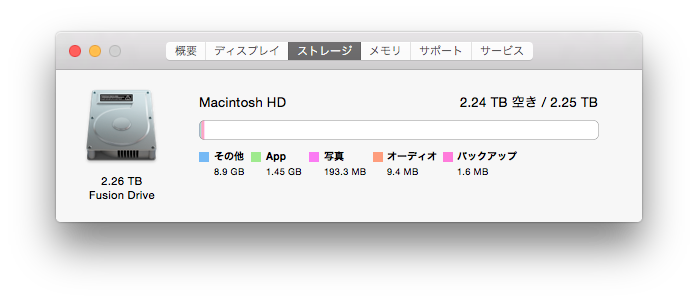 概要 ディスプレイ ストレージ メモリ サポート サービス
Macintosh HD 2.24 TB 空き / 2.25 TB
その他 App 写真 オーディオ バックアップ
8.9 GB 1.45 GB 193.3 MB 9.4 MB 1.6 MB
2.26 TB
Fusion Drive